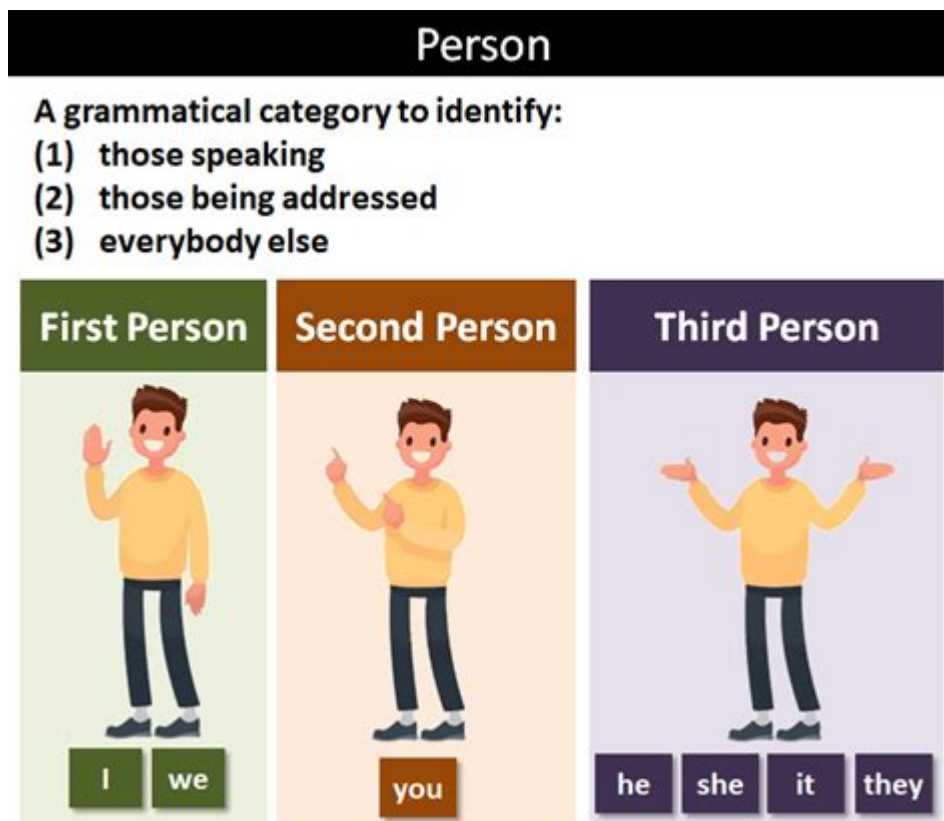 Person
A grammatical category to identify:
(1) those speaking
(2) those being addressed
(3) everybody else
First Person
Second Person
Third Person
I
we
you
he
she
it
they